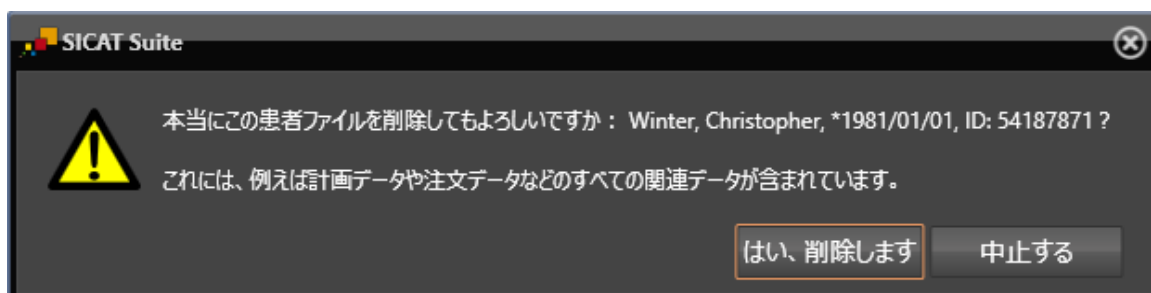 SICAT Suite
本当にこの患者ファイルを削除してもよろしいですか： Winter, Christopher, *1981/01/01, ID: 54187871 ?
これには、例えば計画データや注文データなどのすべての関連データが含まれています。
はい、削除します 中止する